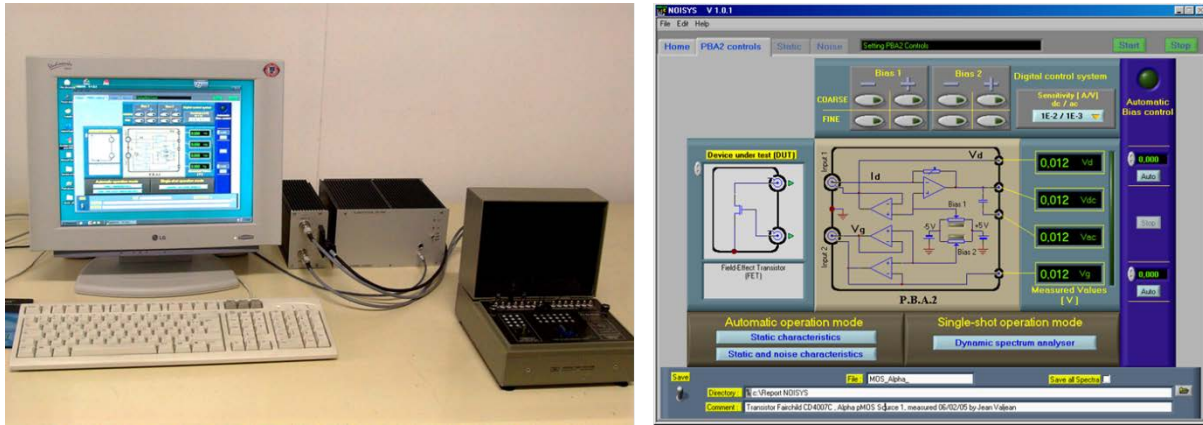 LG
NOISYS V 1.0.1
File Edit Help
Home PBA2 controls Static Noise Setting PBA2 Controls Start Stop
Bias 1 Bias 2 Digital control system
COARSE
FINE
Sensitivity [ A/V]
dc / ac
1E-2 / 1E-3
Automatic
Bias control
Device under test (DUT)
Field-Effect Transistor
(FET)
Input 1
Input 2
Vd
Id
Vg
Bias 1
-5 V
+5 V
Bias 2
P.B.A.2
0,012 Vd
0,012 Vdc
0,012 Vac
0,012 Vg
Measured Values
[ V ]
0,000
Auto
Stop
0,000
Auto
Automatic operation mode
Static characteristics
Static and noise characteristics
Single-shot operation mode
Dynamic spectrum analyser
Save
File : MOS_Alpha_
Save all Spectra
Directory : c:\Report NOISYS
Comment : Transistor Fairchild CD4007C , Alpha pMOS Source 1, measured 06/02/05 by Jean Valjean